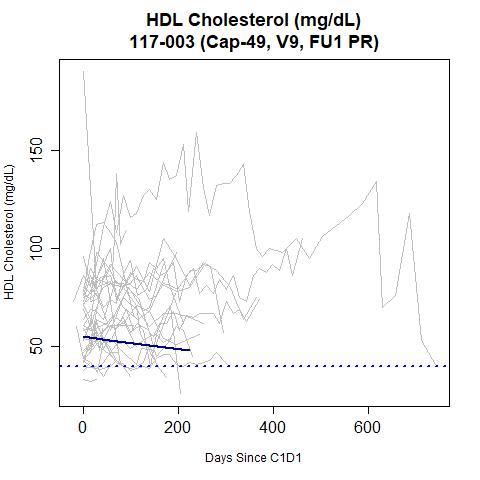 HDL Cholesterol (mg/dL)
117-003 (Cap-49, V9, FU1 PR)
HDL Cholesterol (mg/dL)
150
100
50
0
200
400
600
Days Since C1D1